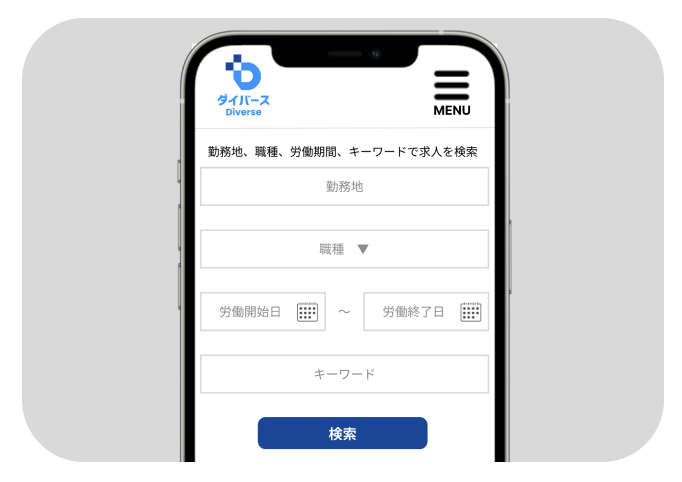 ダイバース
Diverse
MENU
勤務地、職種、労働期間、キーワードで求人を検索
勤務地
職種 ▼
労働開始日 ～ 労働終了日
キーワード
検索